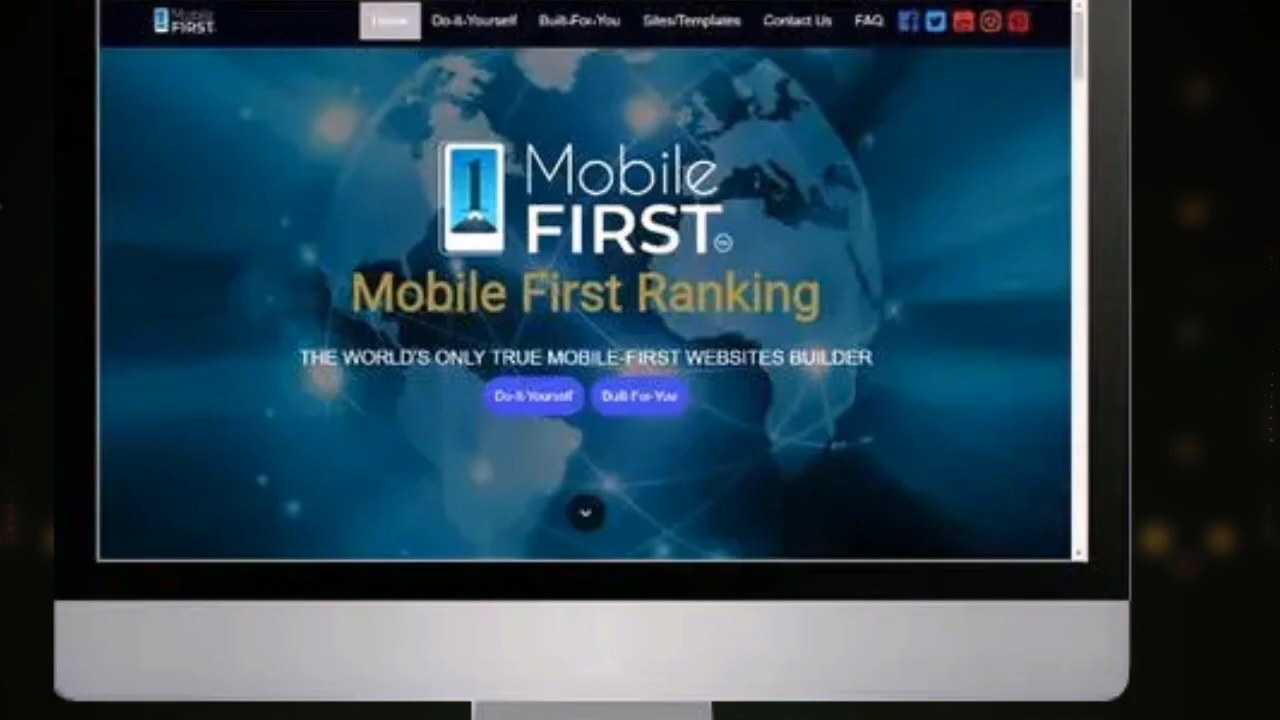 Mobile
FIRST
Home Do-It-Yourself Built-For-You Sites/Templates Contact Us FAQ
Mobile
FIRST
Mobile First Ranking
THE WORLD'S ONLY TRUE MOBILE-FIRST WEBSITES BUILDER
Do-It-Yourself Built-For-You